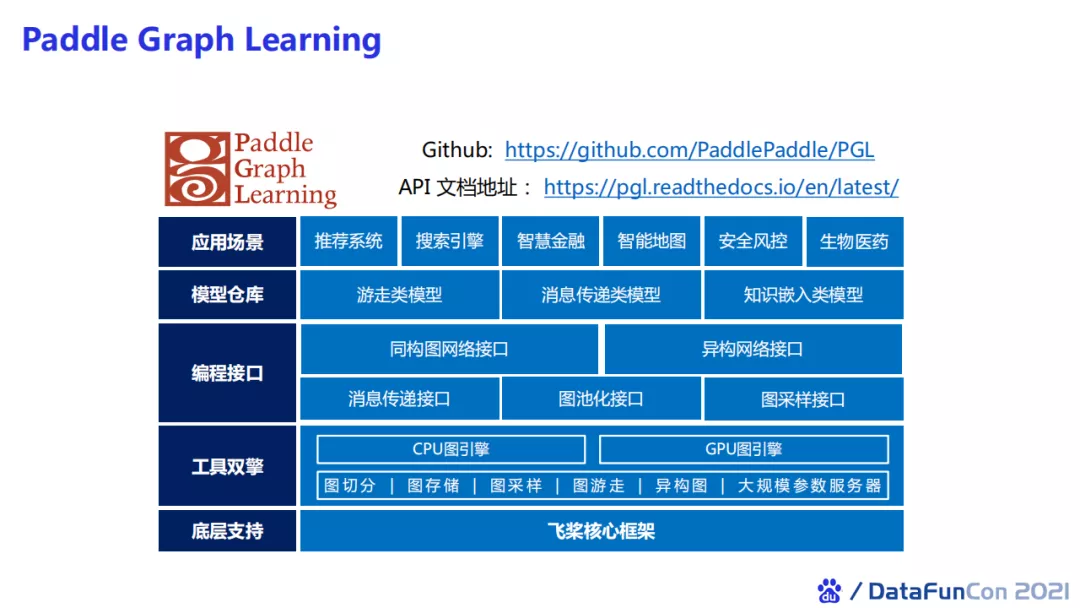 Paddle Graph Learning
Paddle
Graph
Learning
Github: https://github.com/PaddlePaddle/PGL
API 文档地址： https://pgl.readthedocs.io/en/latest/
应用场景 推荐系统 搜索引擎 智慧金融 智能地图 安全风控 生物医药
模型仓库 游走类模型 消息传递类模型 知识嵌入类模型
编程接口
同构图网络接口 异构网络接口
消息传递接口 图池化接口 图采样接口
工具双擎
CPU图引擎 GPU图引擎
图切分 | 图存储 | 图采样 | 图游走 | 异构图 | 大规模参数服务器
底层支持 飞桨核心框架
du / DataFunCon 2021